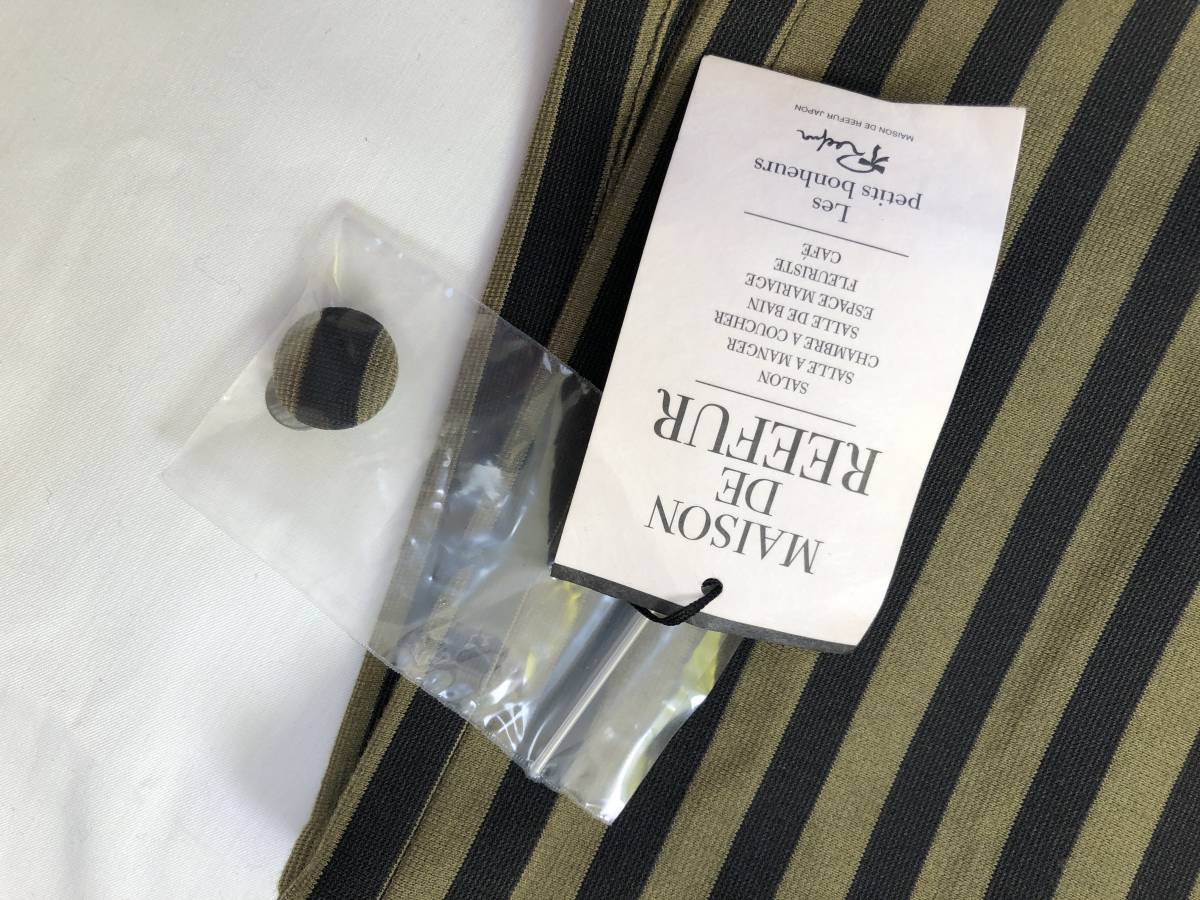 MAISON
DE
REEFUR
SALON
SALLE A MANGER
CHAMBRE A COUCHER
SALLE DE BAIN
ESPACE MARIAGE
FLEURISTE
CAFÉ
Les
petits bonheurs
Reefur
MAISON DE REEFUR JAPON